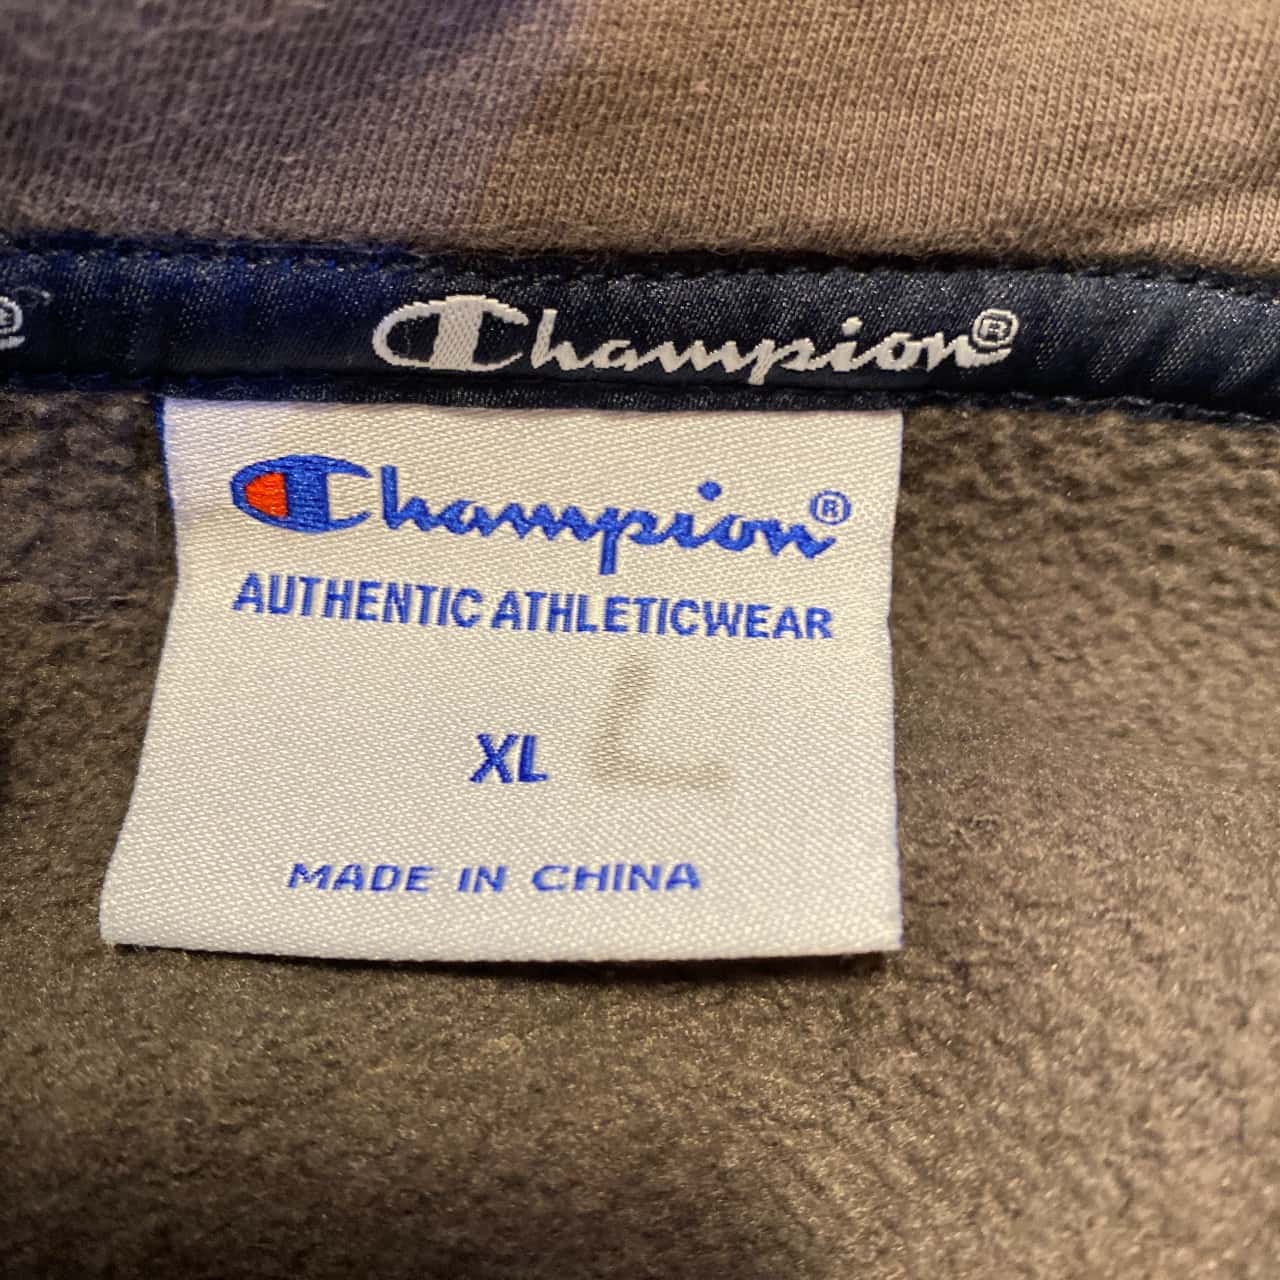 ®
Champion®
Champion®
AUTHENTIC ATHLETICWEAR
XL L
MADE IN CHINA